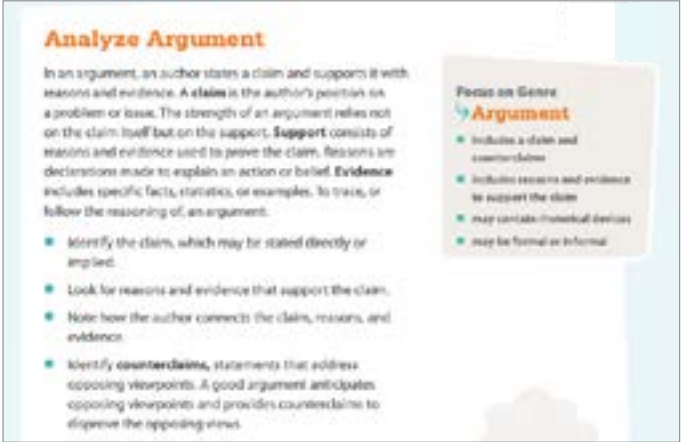 Analyze Argument
In an argument, an author states a claim and supports it with
reasons and evidence. A claim is the author's position on
a problem or issue. The strength of an argument relies not
on the claim itself but on the support. Support consists of
reasons and evidence used to prove the claim. Reasons are
declarations made to explain an action or belief. Evidence
includes specific facts, statistics, or examples. To trace, or
follow the reasoning of, an argument:
Identify the claim, which may be stated directly or
implied.
Look for reasons and evidence that support the claim.
Note how the author connects the claim, reasons, and
evidence.
Identify counterclaims, statements that address
opposing viewpoints. A good argument anticipates
opposing viewpoints and provides counterclaims to
disprove the opposing views.
Focus on Genre
Argument
includes a claim and
counterclaims
includes reasons and evidence
to support the claim
may contain rhetorical devices
may be formal or informal